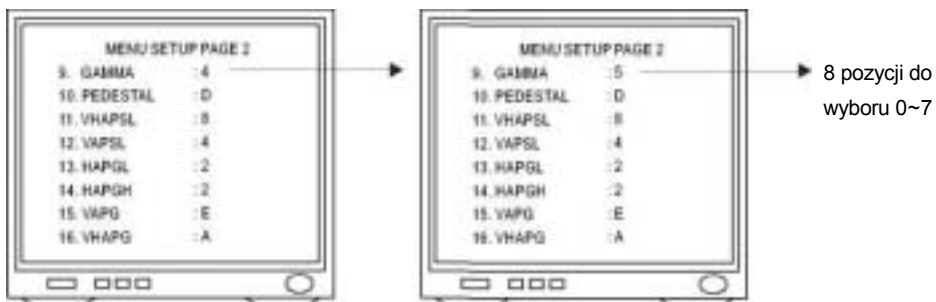 MENU SETUP PAGE 2
9. GAMMA :4
10. PEDESTAL :D
11. VHAPSL :8
12. VAPSL :4
13. HAPGL :2
14. HAPGH :2
15. VAPG :E
16. VHAPG :A
MENU SETUP PAGE 2
9. GAMMA :5
10. PEDESTAL :D
11. VHAPSL :8
12. VAPSL :4
13. HAPGL :2
14. HAPGH :2
15. VAPG :E
16. VHAPG :A
8 pozycji do
wyboru 0~7